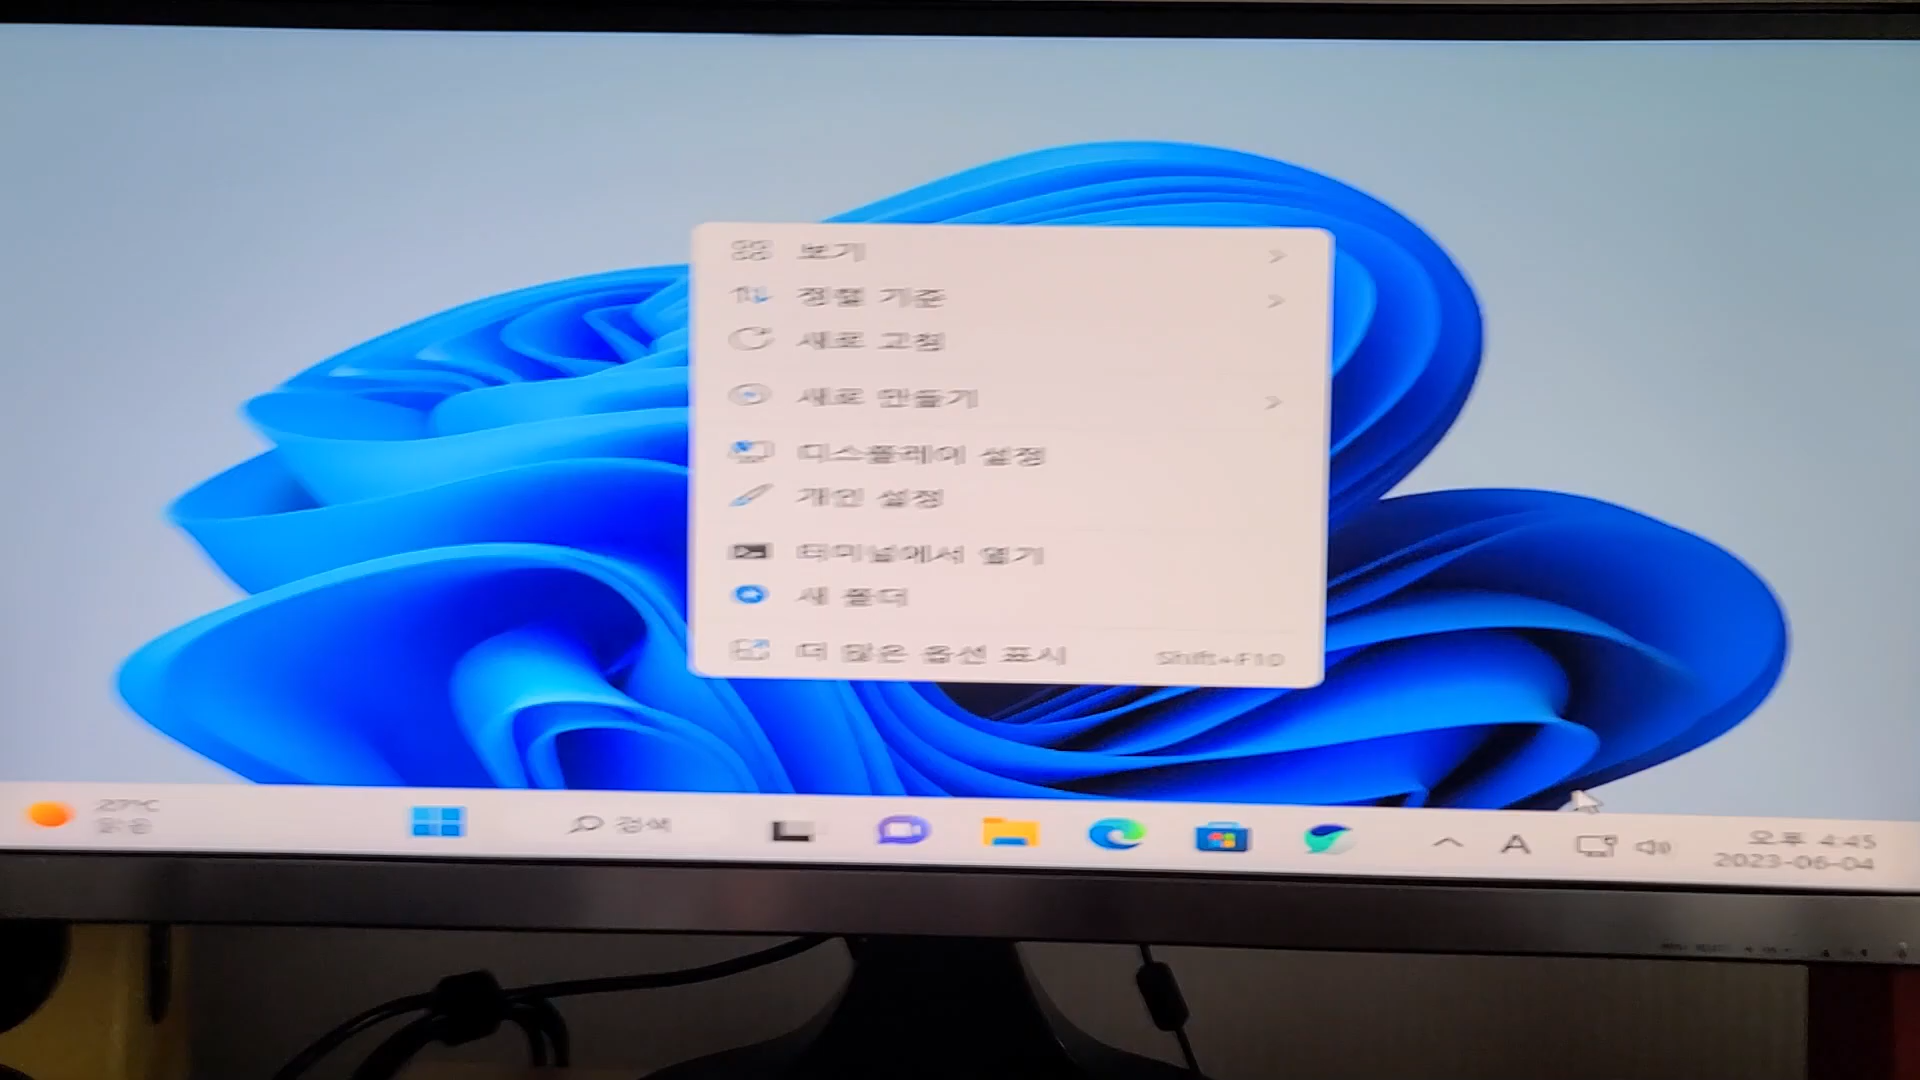 보기
정렬 기준
새로 고침
새로 만들기
디스플레이 설정
개인 설정
터미널에서 열기
새 폴더
더 많은 옵션 표시 Shift+F10
27°C
맑음
검색
A
오후 4:45
2023-06-04